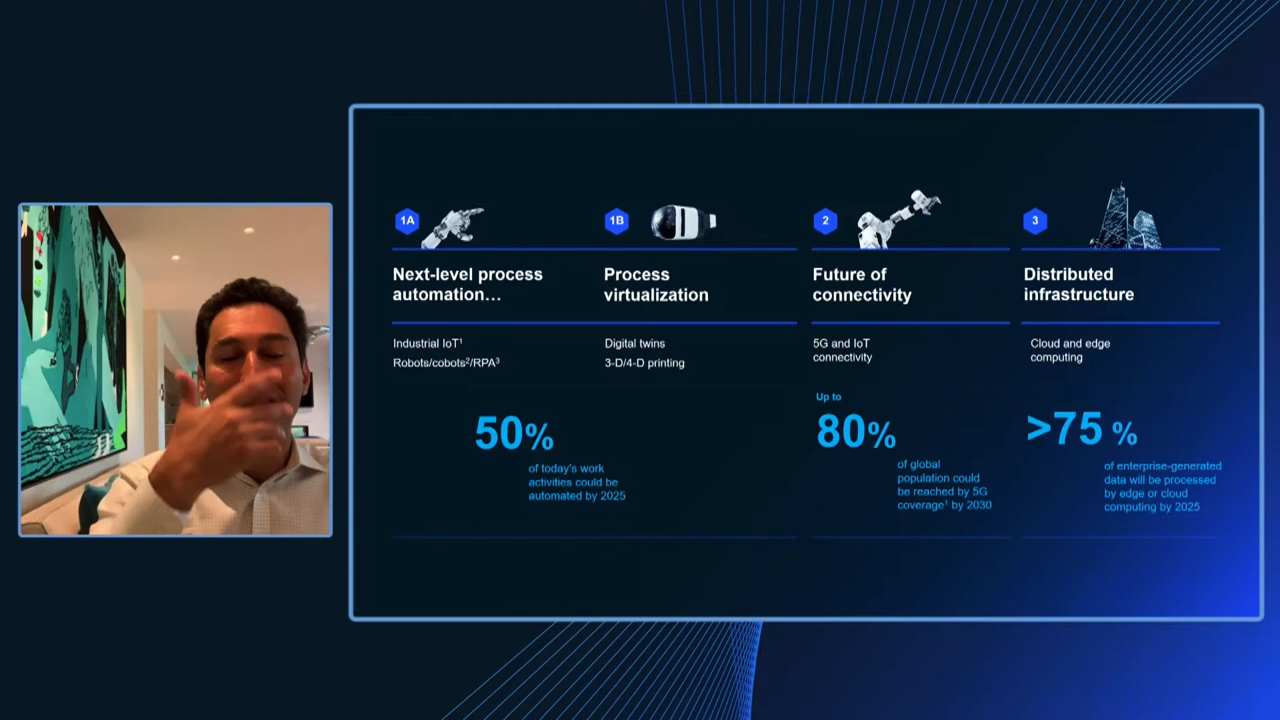 1A
Next-level process
automation…
Industrial IoT¹
Robots/cobots²/RPA³
1B
Process
virtualization
Digital twins
3-D/4-D printing
50%
of today's work
activities could be
automated by 2025
2
Future of
connectivity
5G and IoT
connectivity
Up to
80%
of global
population could
be reached by 5G
coverage¹ by 2030
3
Distributed
infrastructure
Cloud and edge
computing
>75 %
of enterprise-generated
data will be processed
by edge or cloud
computing by 2025